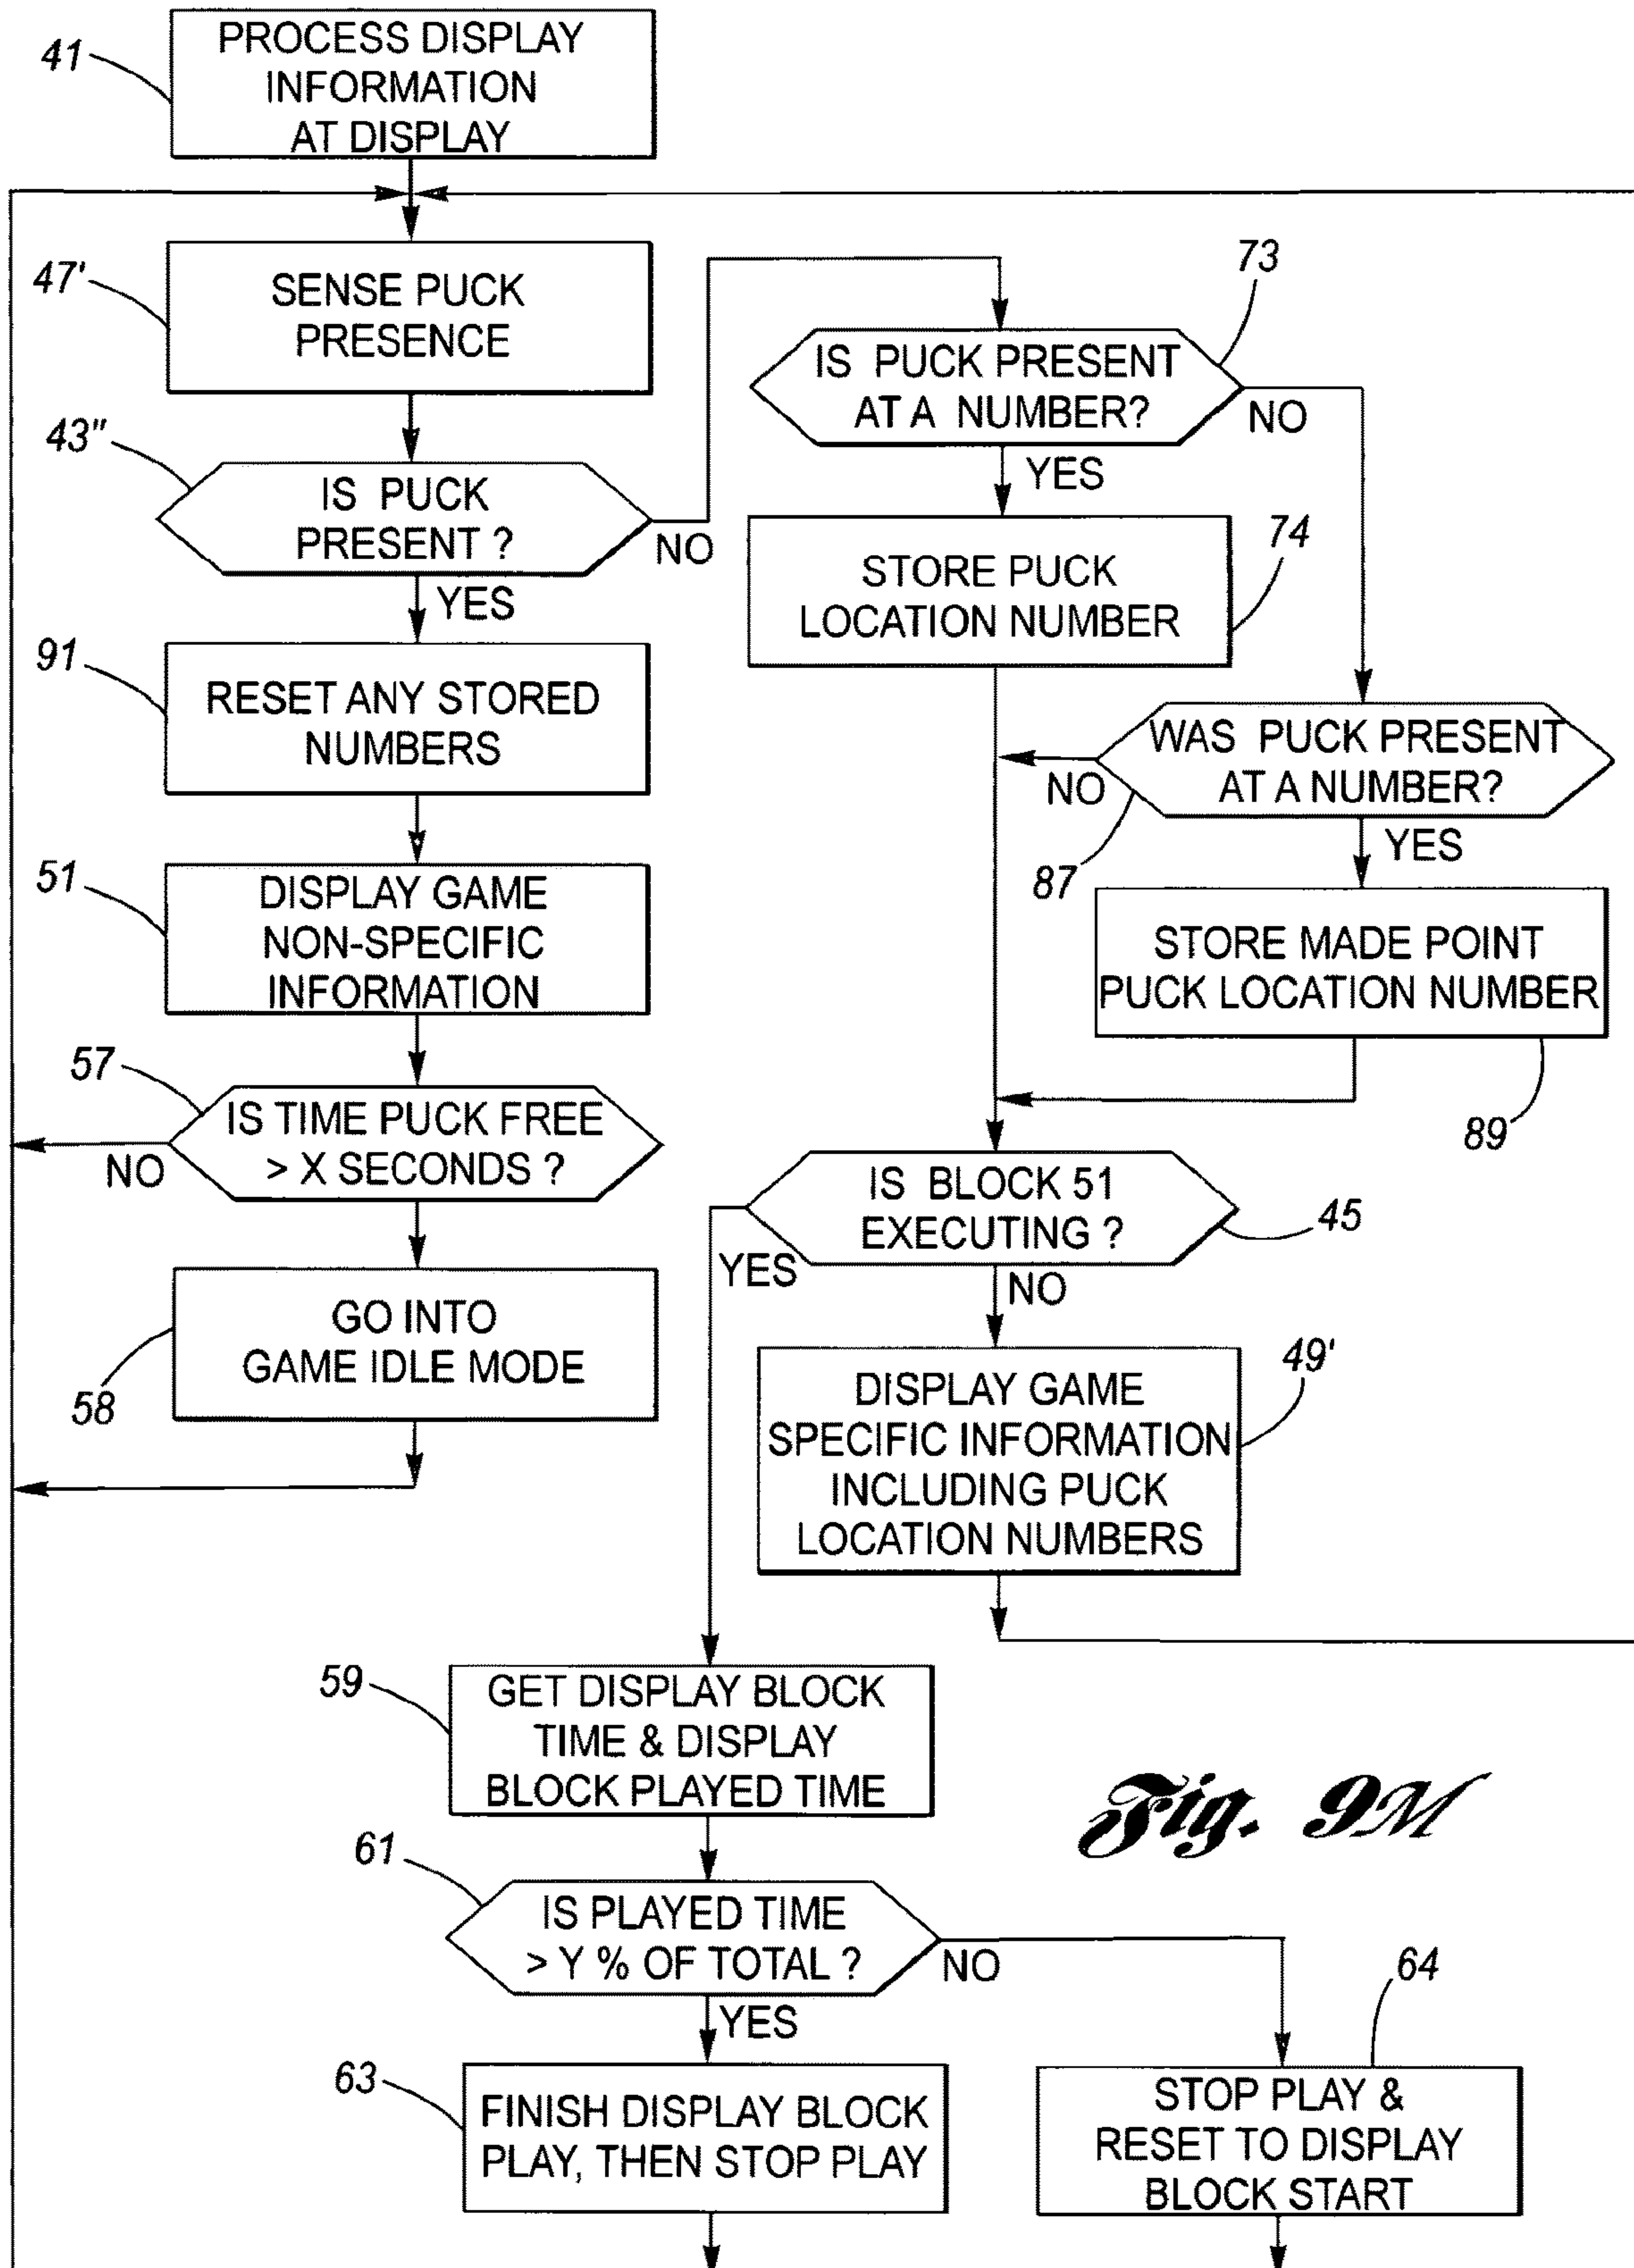 41
PROCESS DISPLAY
INFORMATION
AT DISPLAY
47'
SENSE PUCK
PRESENCE
43"
IS PUCK
PRESENT ?
NO
YES
91
RESET ANY STORED
NUMBERS
51
DISPLAY GAME
NON-SPECIFIC
INFORMATION
57
IS TIME PUCK FREE
> X SECONDS ?
NO
GO INTO
GAME IDLE MODE
58
73
IS PUCK PRESENT
AT A NUMBER?
NO
YES
74
STORE PUCK
LOCATION NUMBER
WAS PUCK PRESENT
AT A NUMBER?
NO
87
YES
STORE MADE POINT
PUCK LOCATION NUMBER
89
IS BLOCK 51
EXECUTING ?
45
YES
NO
49'
DISPLAY GAME
SPECIFIC INFORMATION
INCLUDING PUCK
LOCATION NUMBERS
59
GET DISPLAY BLOCK
TIME & DISPLAY
BLOCK PLAYED TIME
Fig. 9M
61
IS PLAYED TIME
> Y % OF TOTAL ?
NO
YES
63
FINISH DISPLAY BLOCK
PLAY, THEN STOP PLAY
64
STOP PLAY &
RESET TO DISPLAY
BLOCK START